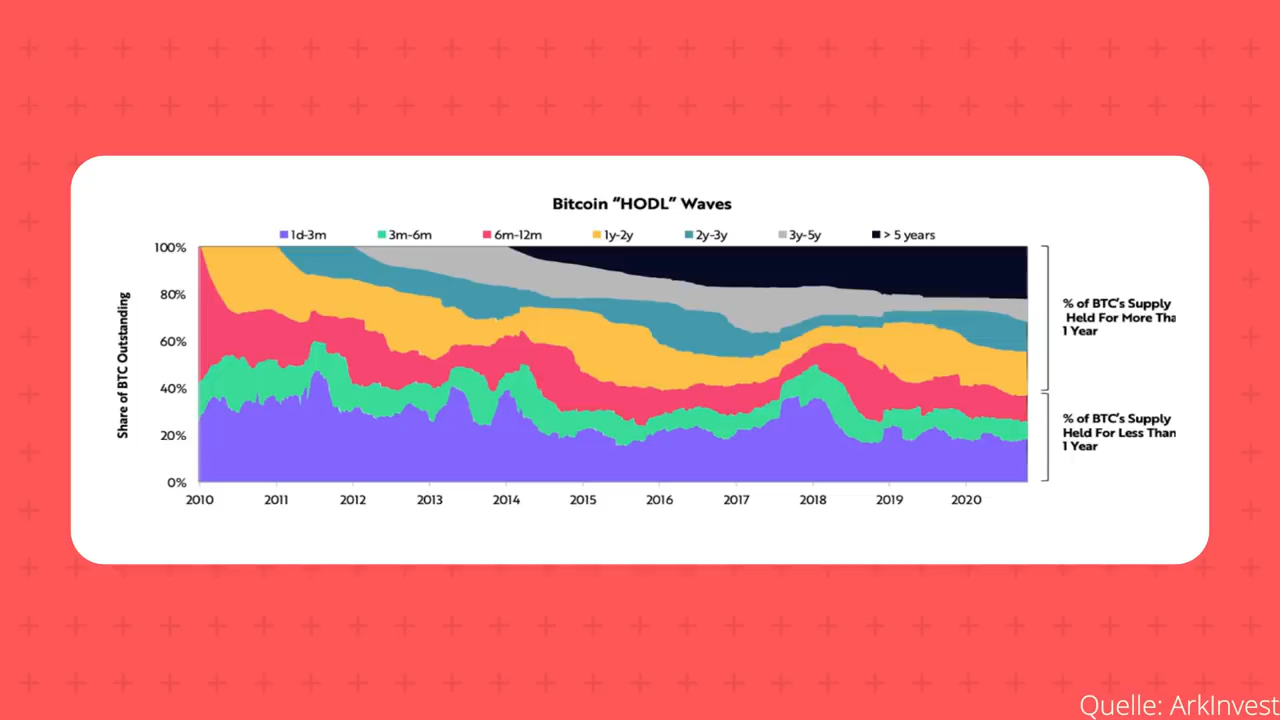 Bitcoin “HODL” Waves
1d-3m 3m-6m 6m-12m 1y-2y 2y-3y 3y-5y > 5 years
Share of BTC Outstanding
100%
80%
60%
40%
20%
0%
2010 2011 2012 2013 2014 2015 2016 2017 2018 2019 2020
% of BTC's Supply
Held For More Tha
1 Year
% of BTC's Supply
Held For Less Than
1 Year
Quelle: ArkInvest